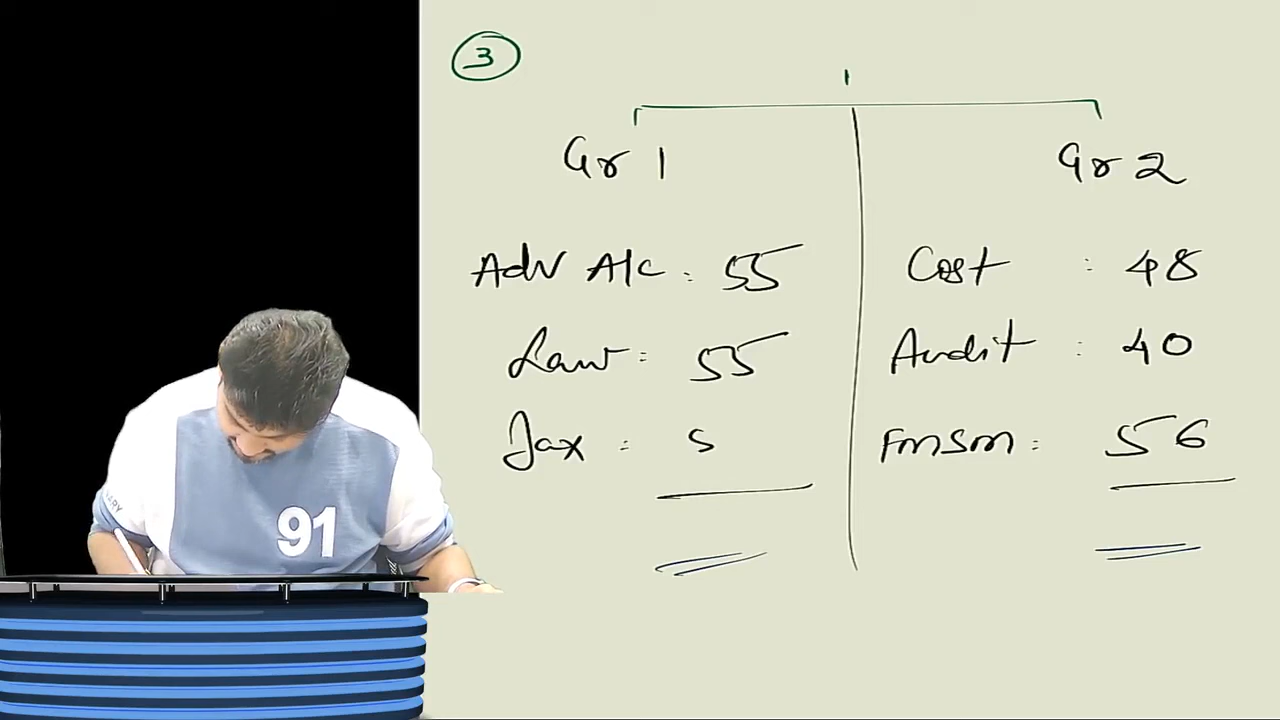 3
Gr 1
Adv A/c : 55
Law = 55
Tax = 5
Gr 2
Cost : 48
Audit : 40
FMSM = 56
91